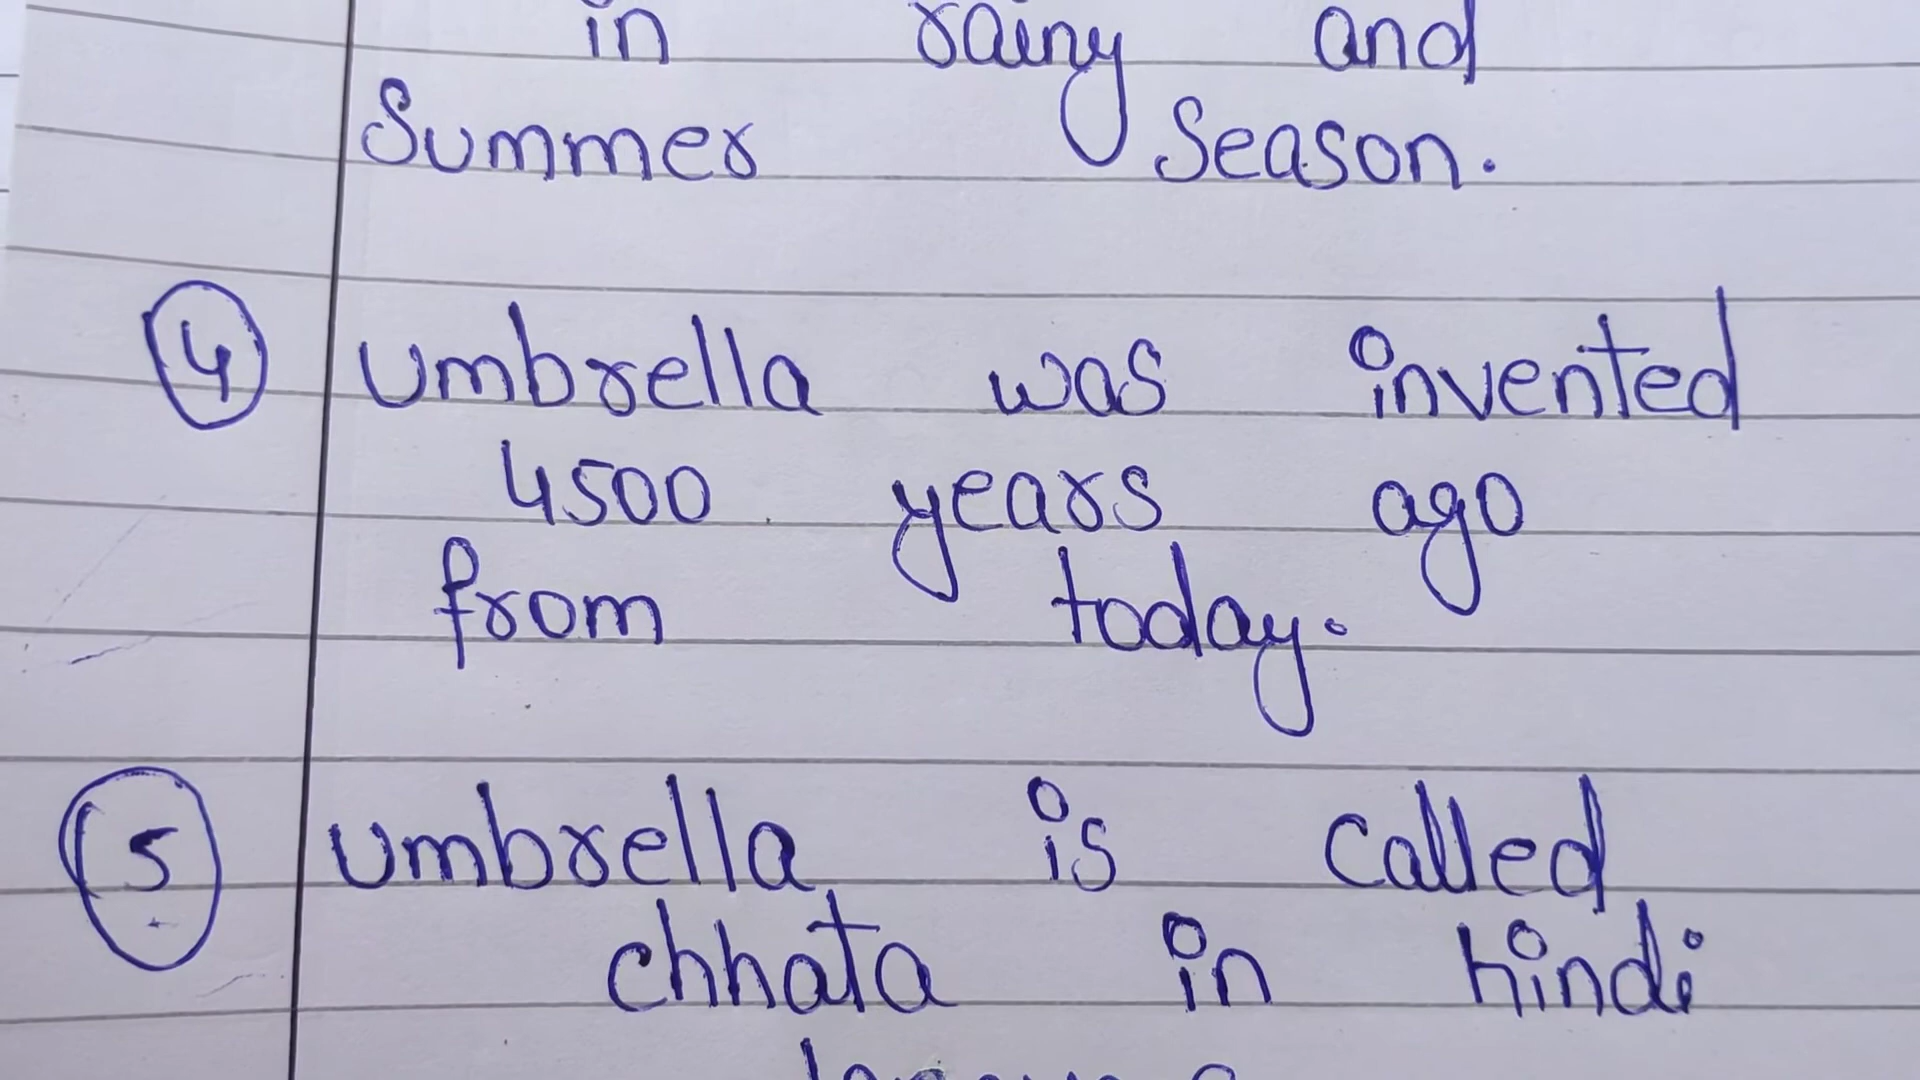 in rainy and
Summer Season.
4 umbrella was invented
4500 years ago
from today.
5 umbrella is called
chhata in hindi